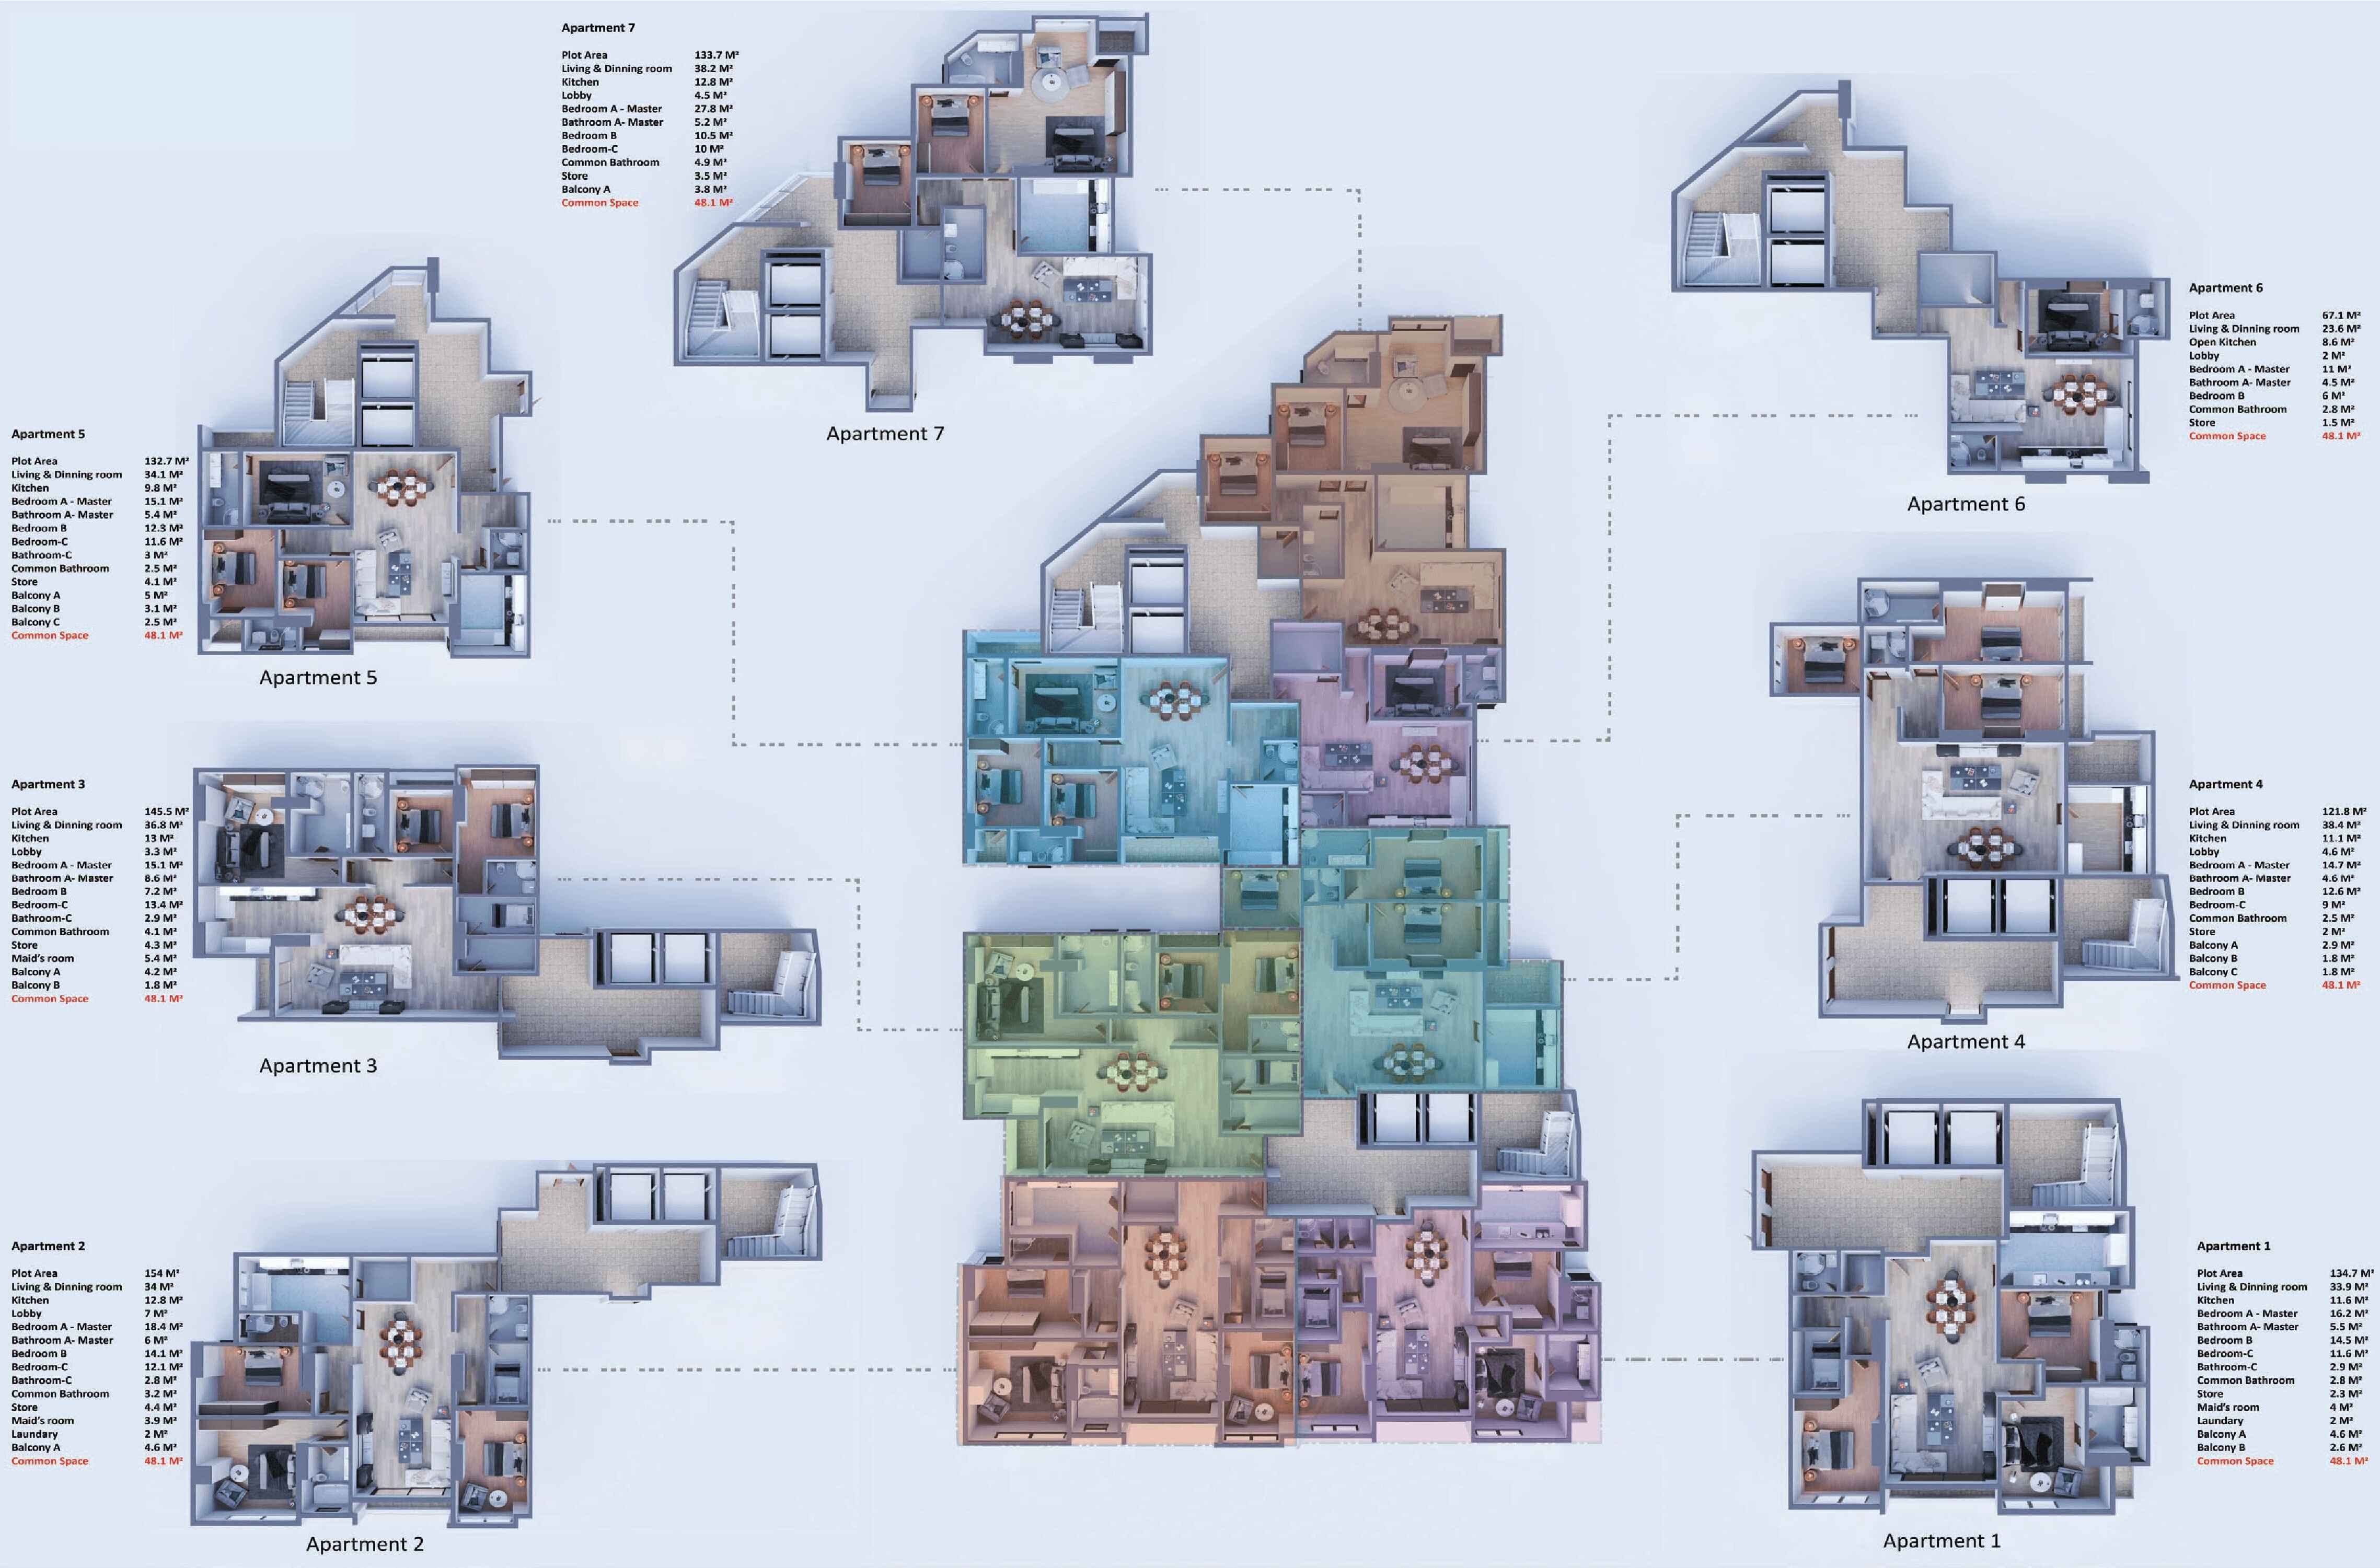 Apartment 7
Plot Area 133.7 M²
Living & Dinning room 38.2 M²
Kitchen 12.8 M²
Lobby 4.5 M²
Bedroom A - Master 27.8 M²
Bathroom A- Master 5.2 M²
Bedroom B 10.5 M²
Bedroom-C 10 M²
Common Bathroom 4.9 M²
Store 3.5 M²
Balcony A 3.8 M²
Common Space 48.1 M²
Apartment 7
Apartment 6
Plot Area 67.1 M²
Living & Dinning room 23.6 M²
Open Kitchen 8.6 M²
Lobby 2 M²
Bedroom A - Master 11 M²
Bathroom A- Master 4.5 M²
Bedroom B 6 M²
Common Bathroom 2.8 M²
Store 1.5 M²
Common Space 48.1 M²
Apartment 6
Apartment 5
Plot Area 132.7 M²
Living & Dinning room 34.1 M²
Kitchen 9.8 M²
Bedroom A - Master 15.1 M²
Bathroom A- Master 5.4 M²
Bedroom B 12.3 M²
Bedroom-C 11.6 M²
Bathroom-C 3 M²
Common Bathroom 2.5 M²
Store 4.1 M²
Balcony A 5 M²
Balcony B 3.1 M²
Balcony C 2.5 M²
Common Space 48.1 M²
Apartment 5
Apartment 3
Plot Area 145.5 M²
Living & Dinning room 36.8 M²
Kitchen 13 M²
Lobby 3.3 M²
Bedroom A - Master 15.1 M²
Bathroom A- Master 8.6 M²
Bedroom B 7.2 M²
Bedroom-C 13.4 M²
Bathroom-C 2.9 M²
Common Bathroom 4.1 M²
Store 4.3 M²
Maid's room 5.4 M²
Balcony A 4.2 M²
Balcony B 1.8 M²
Common Space 48.1 M²
Apartment 3
Apartment 4
Plot Area 121.8 M²
Living & Dinning room 38.4 M²
Kitchen 11.1 M²
Lobby 4.6 M²
Bedroom A - Master 14.7 M²
Bathroom A- Master 4.6 M²
Bedroom B 12.6 M²
Bedroom-C 9 M²
Common Bathroom 2.5 M²
Store 2 M²
Balcony A 2.9 M²
Balcony B 1.8 M²
Balcony C 1.8 M²
Common Space 48.1 M²
Apartment 4
Apartment 2
Plot Area 154 M²
Living & Dinning room 34 M²
Kitchen 12.8 M²
Lobby 7 M²
Bedroom A - Master 18.4 M²
Bathroom A- Master 6 M²
Bedroom B 14.1 M²
Bedroom-C 12.1 M²
Bathroom-C 2.8 M²
Common Bathroom 3.2 M²
Store 4.4 M²
Maid's room 3.9 M²
Laundary 2 M²
Balcony A 4.6 M²
Common Space 48.1 M²
Apartment 2
Apartment 1
Plot Area 134.7 M²
Living & Dinning room 33.9 M²
Kitchen 11.6 M²
Bedroom A - Master 16.2 M²
Bathroom A- Master 5.5 M²
Bedroom B 14.5 M²
Bedroom-C 11.6 M²
Bathroom-C 2.9 M²
Common Bathroom 2.8 M²
Store 2.3 M²
Maid's room 4 M²
Laundary 2 M²
Balcony A 4.6 M²
Balcony B 2.6 M²
Common Space 48.1 M²
Apartment 1